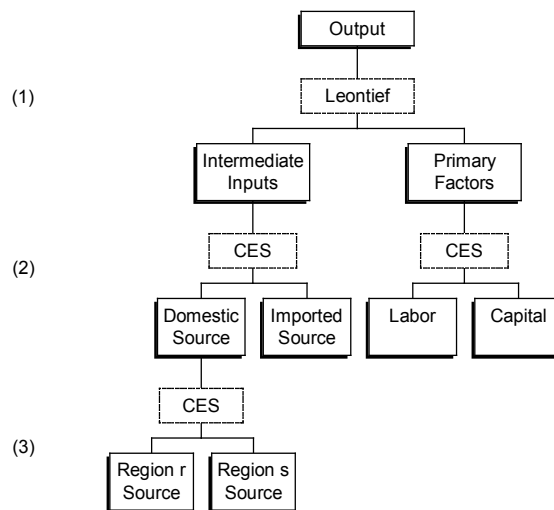 Output
(1)
Leontief
Intermediate
Inputs
Primary
Factors
CES
CES
(2)
Domestic
Source
Imported
Source
Labor
Capital
CES
(3)
Region r
Source
Region s
Source